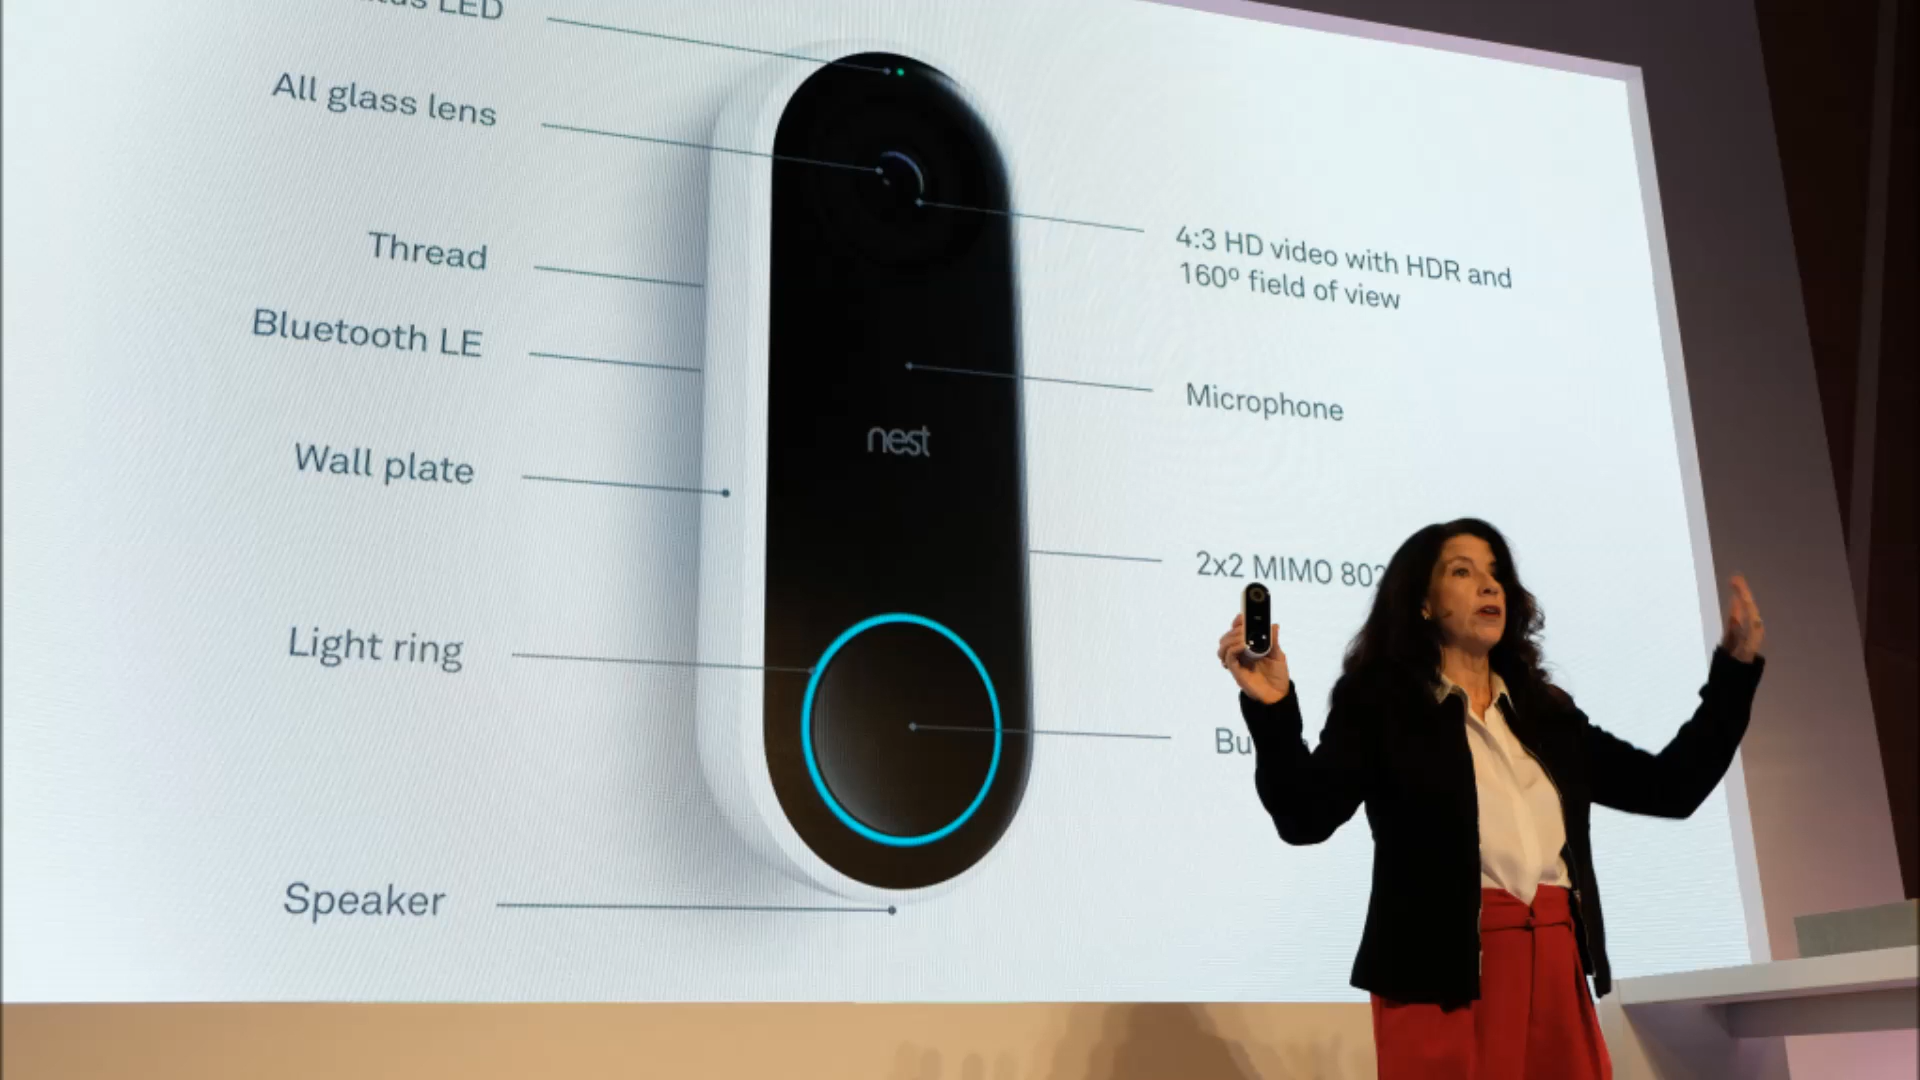 LED
All glass lens
Thread
Bluetooth LE
Wall plate
Light ring
Speaker
nest
4:3 HD video with HDR and
160º field of view
Microphone
2x2 MIMO